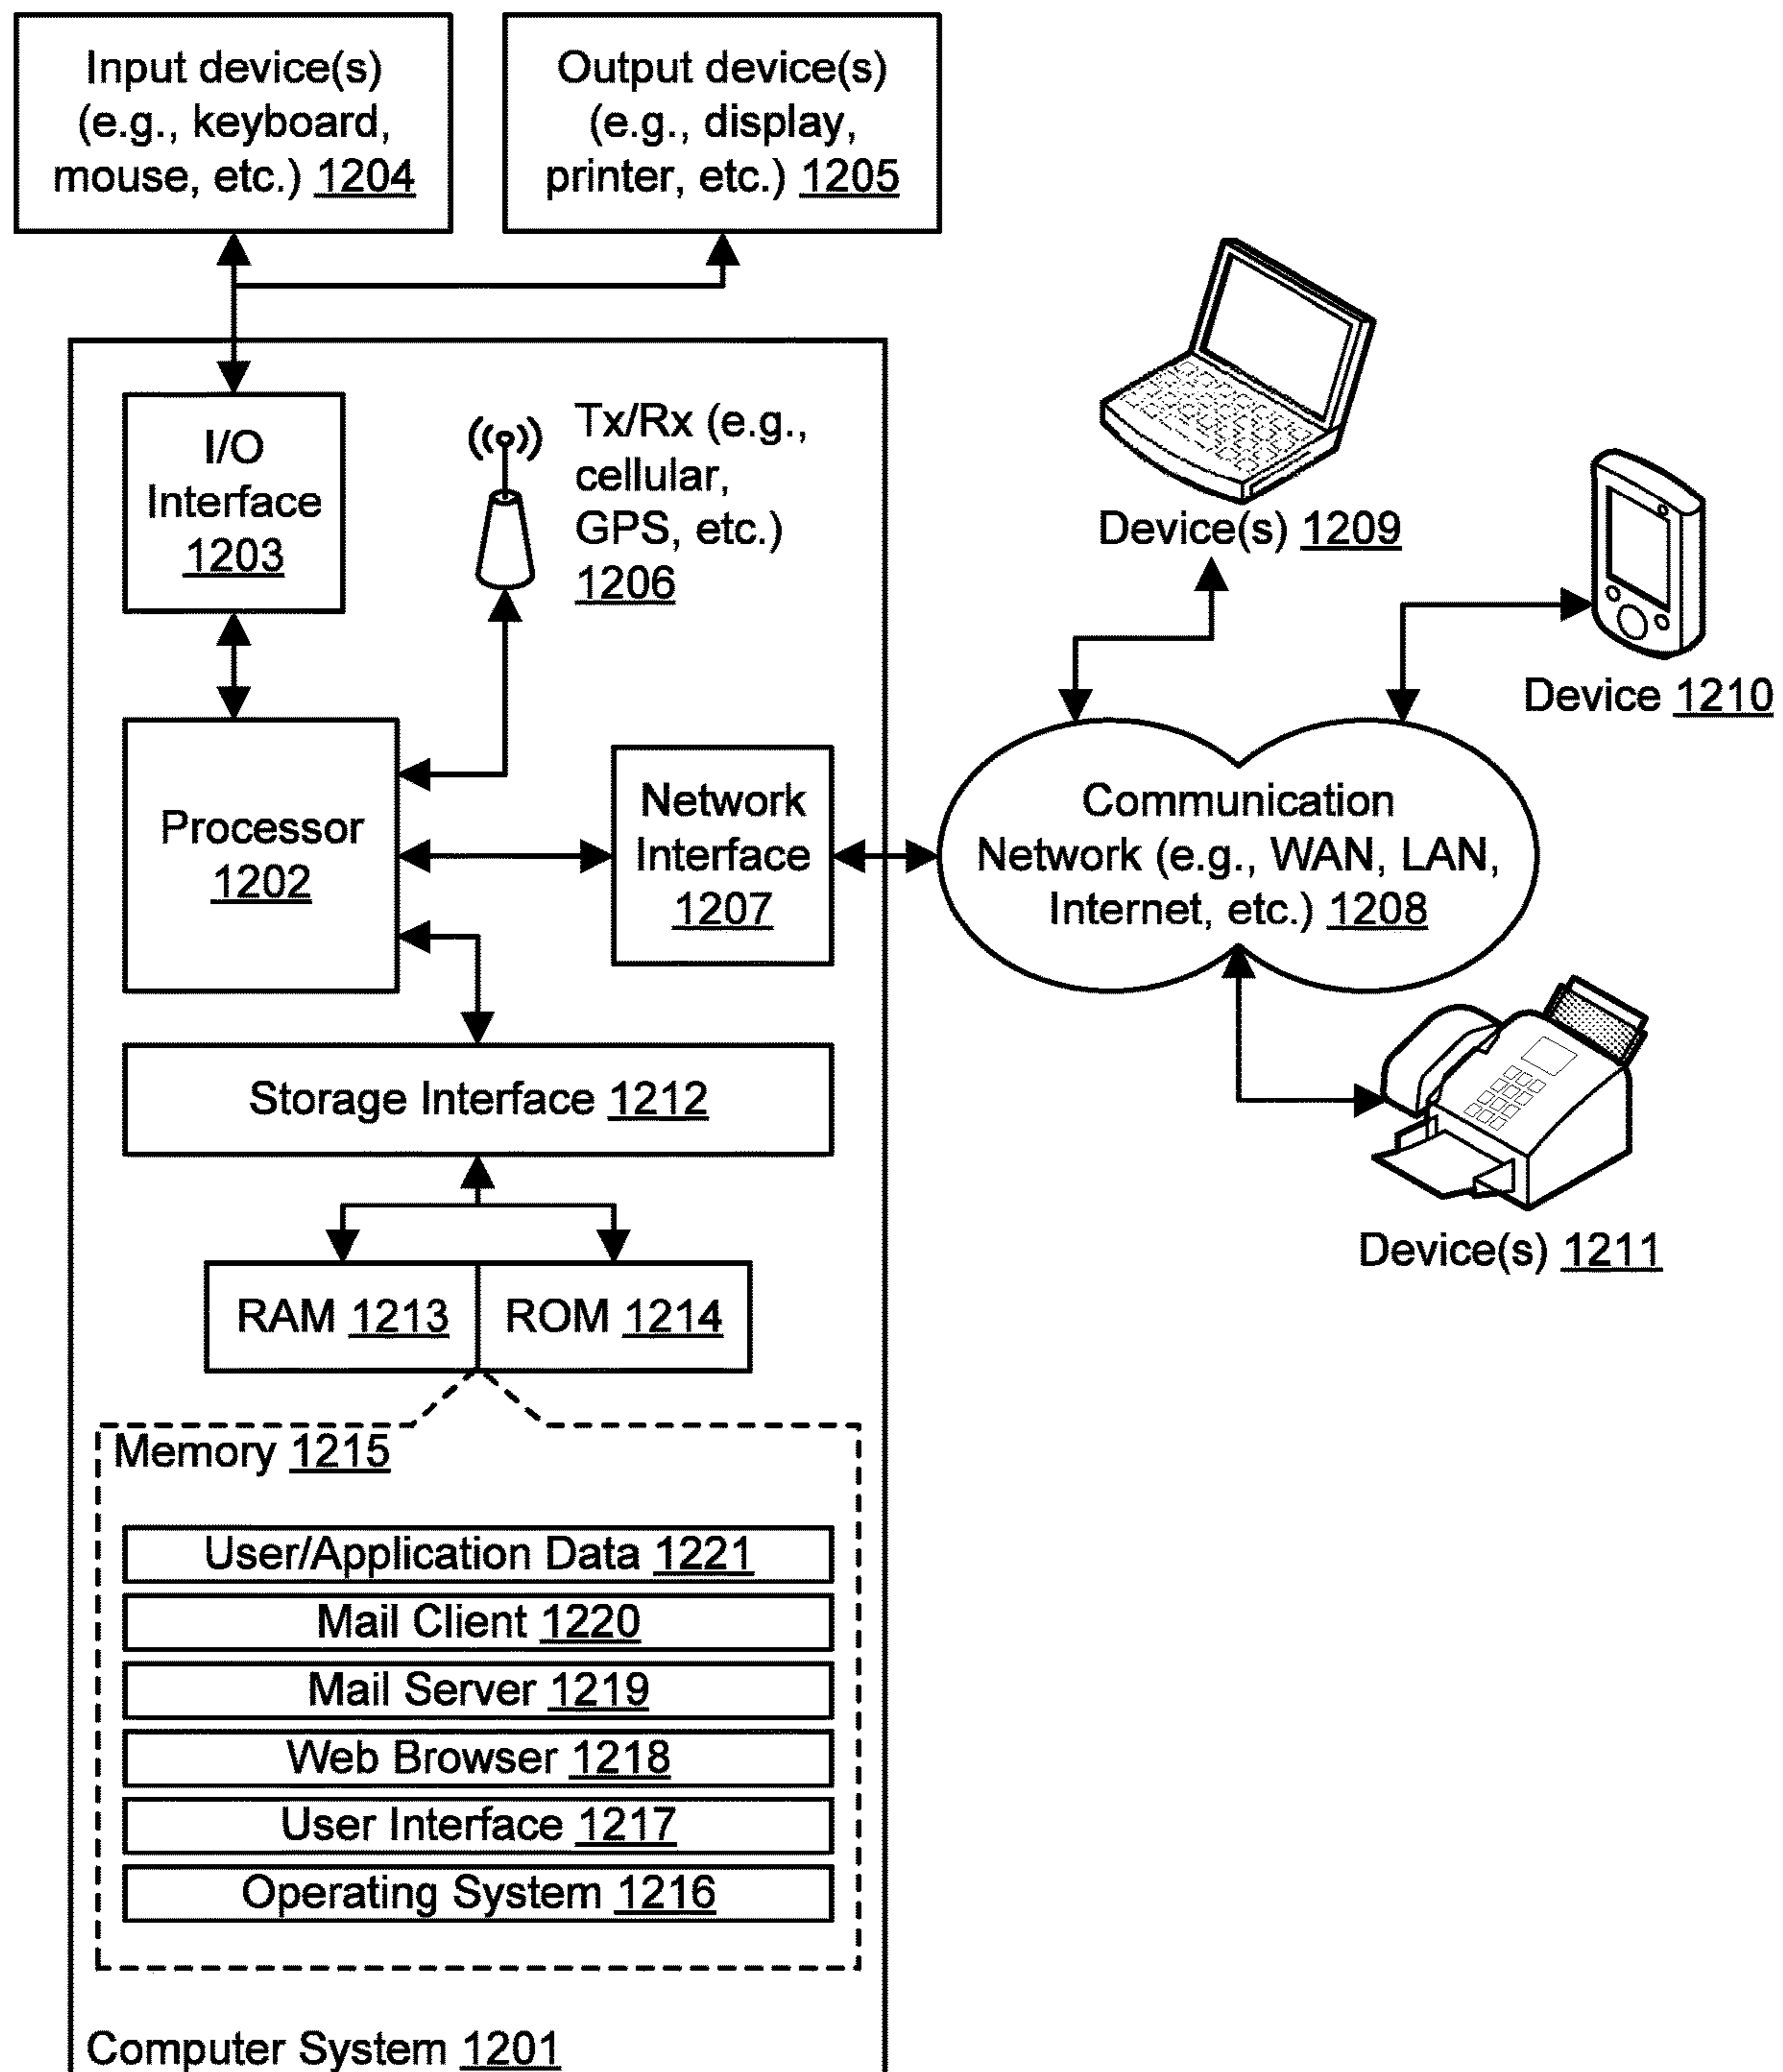 Input device(s)
(e.g., keyboard,
mouse, etc.) 1204
Output device(s)
(e.g., display,
printer, etc.) 1205
I/O
Interface
1203
Tx/Rx (e.g.,
cellular,
GPS, etc.)
1206
Device(s) 1209
Device 1210
Processor
1202
Network
Interface
1207
Communication
Network (e.g., WAN, LAN,
Internet, etc.) 1208
Storage Interface 1212
Device(s) 1211
RAM 1213
ROM 1214
Memory 1215
User/Application Data 1221
Mail Client 1220
Mail Server 1219
Web Browser 1218
User Interface 1217
Operating System 1216
Computer System 1201